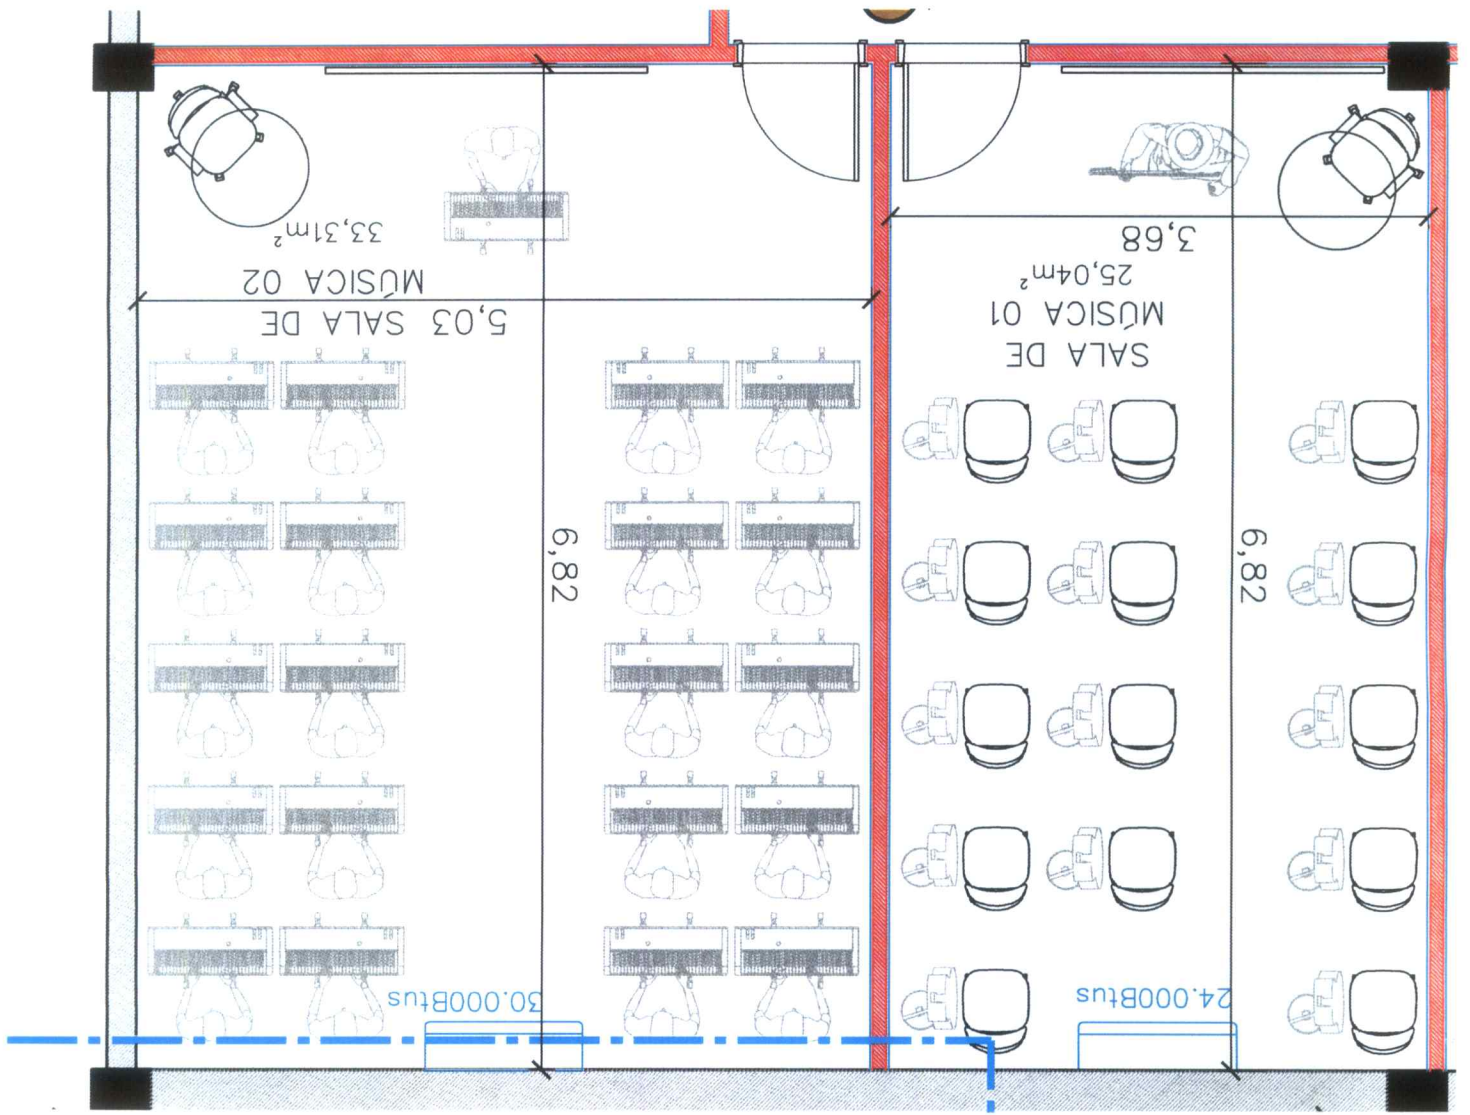 SALA DE
MÚSICA 02
33,31m²
5,03
6,82
30.000Btus
SALA DE
MÚSICA 01
25,04m²
3,68
6,82
24.000Btus